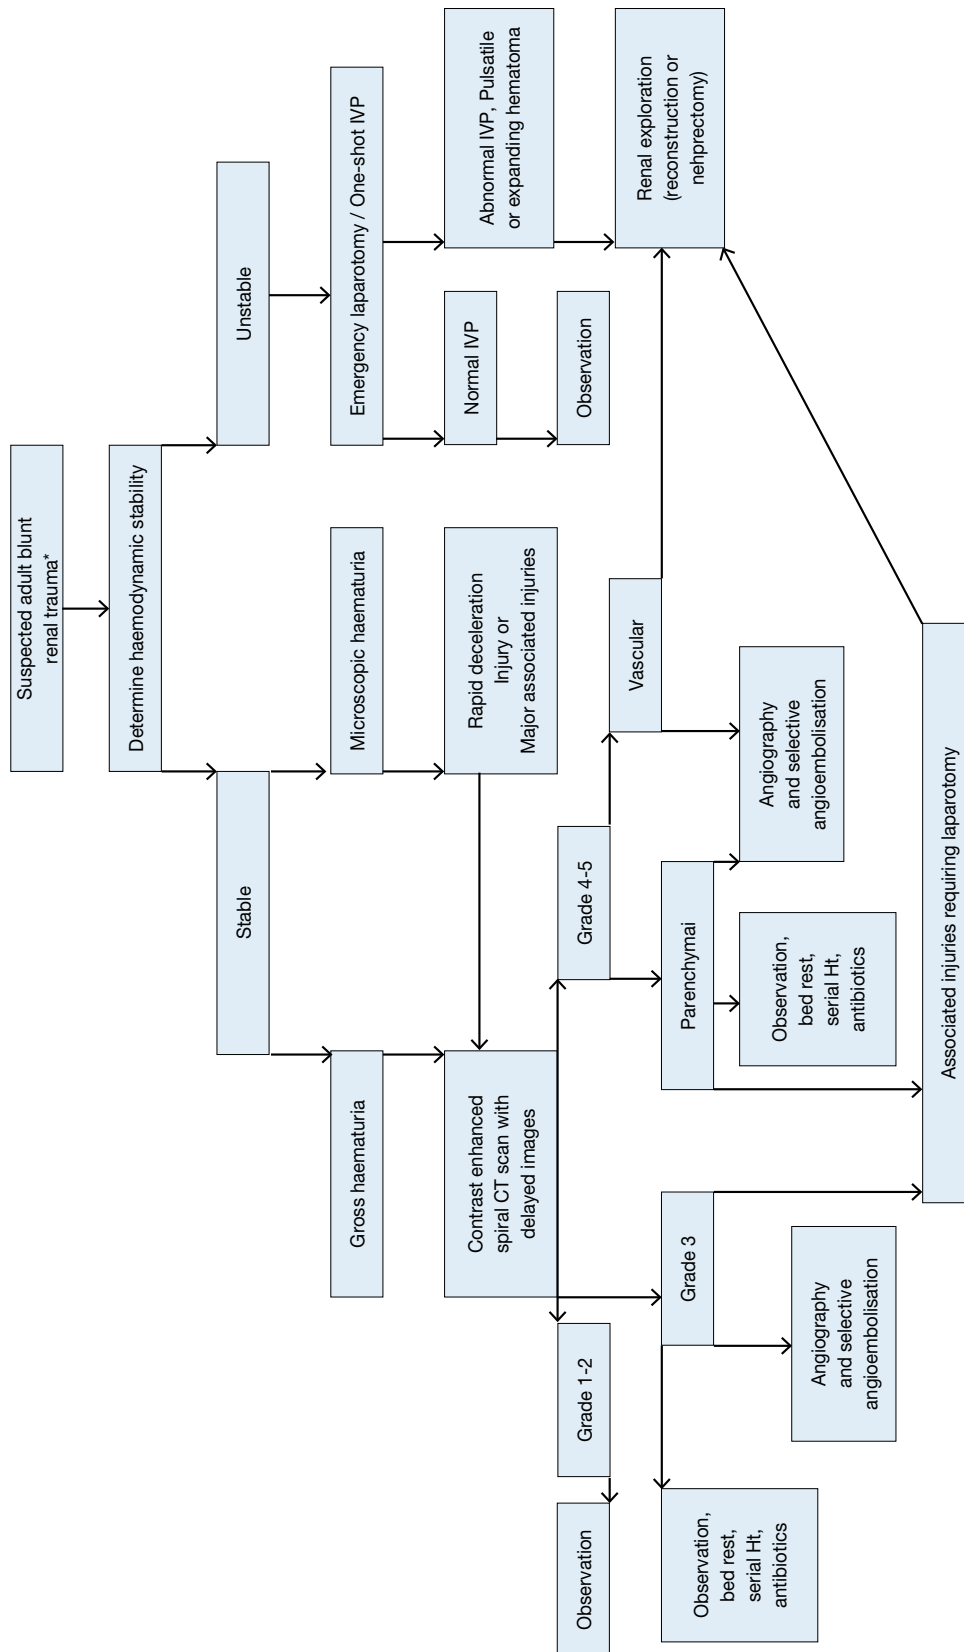 Suspected adult blunt
renal trauma*
Determine haemodynamic stability
Stable
Unstable
Gross haematuria
Microscopic haematuria
Emergency laparotomy / One-shot IVP
Contrast enhanced
spiral CT scan with
delayed images
Rapid deceleration
Injury or
Major associated injuries
Normal IVP
Abnormal IVP, Pulsatile
or expanding hematoma
Observation
Grade 1-2
Grade 4-5
Vascular
Observation
Renal exploration
(reconstruction or
nehprectomy)
Observation,
bed rest,
serial Ht,
antibiotics
Grade 3
Parenchymai
Angiography
and selective
angioembolisation
Observation,
bed rest,
serial Ht,
antibiotics
Angiography
and selective
angioembolisation
Associated injuries requiring laparotomy